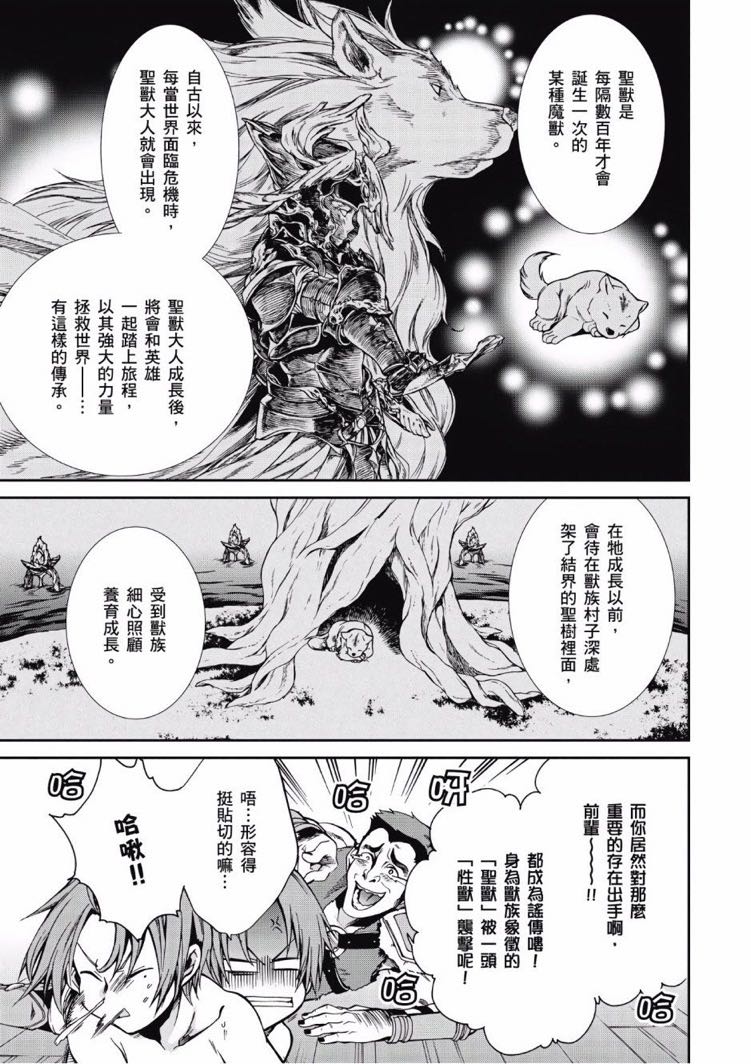 聖獸是
每隔數百年才會
誕生一次的
某種魔獸。
自古以來，
每當世界面臨危機時，
聖獸大人就會出現。
聖獸大人成長後，
將會和英雄
一起踏上旅程，
以其強大的力量
拯救世界──…
有這樣的傳承。
在牠成長以前，
會待在獸族村子深處
架了結界的聖樹裡面，
受到獸族
細心照顧
養育成長。
而你居然對那麼
重要的存在出手啊，
前輩～～～!!
都成為謠傳嚕！
身為獸族象徵的
「聖獸」被一頭
「性獸」襲擊呢！
呀
哈
哈
哈
唔…形容得
挺貼切的嘛…
哈啾!!
哈